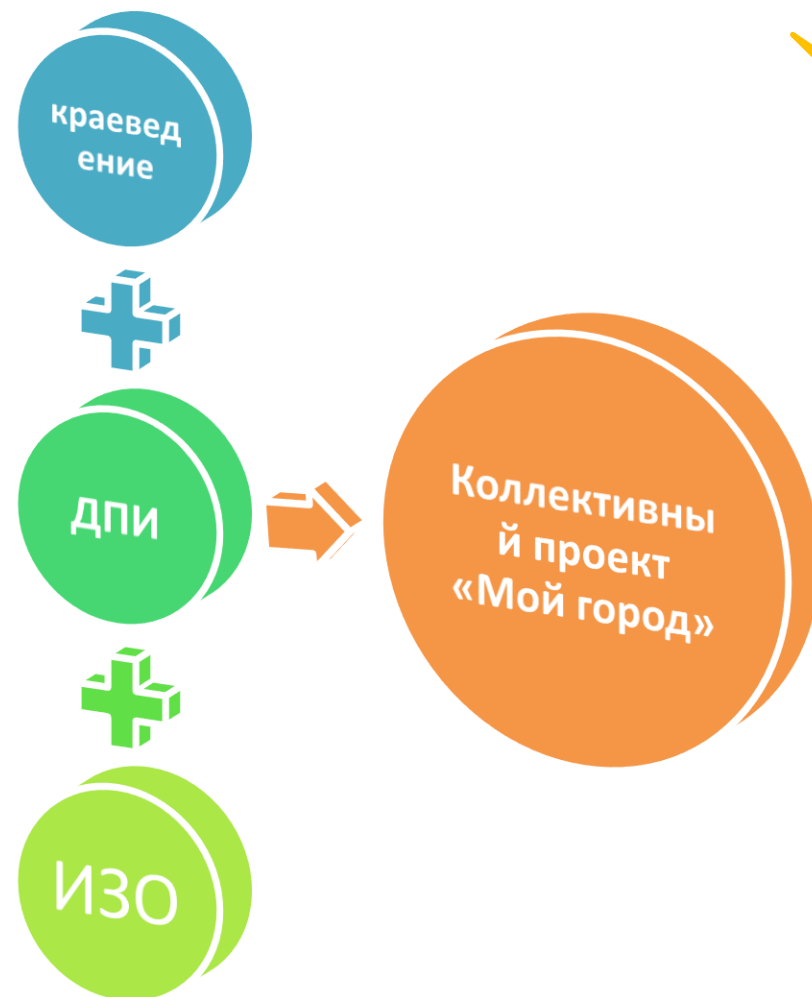 краевед
ение
дпи
ИЗО
Коллективны
й проект
«Мой город»